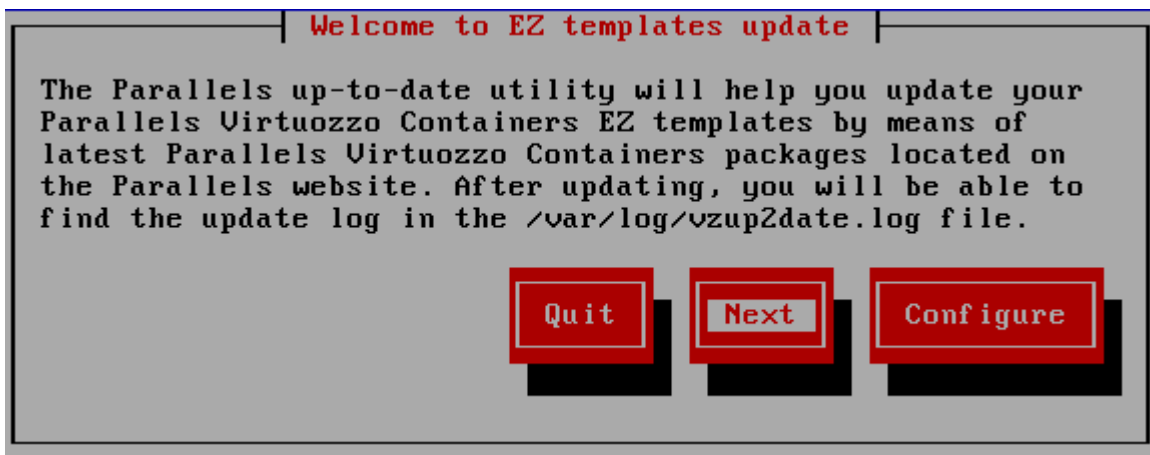 Welcome to EZ templates update
The Parallels up-to-date utility will help you update your
Parallels Virtuozzo Containers EZ templates by means of
latest Parallels Virtuozzo Containers packages located on
the Parallels website. After updating, you will be able to
find the update log in the /var/log/vzup2date.log file.
Quit Next Configure